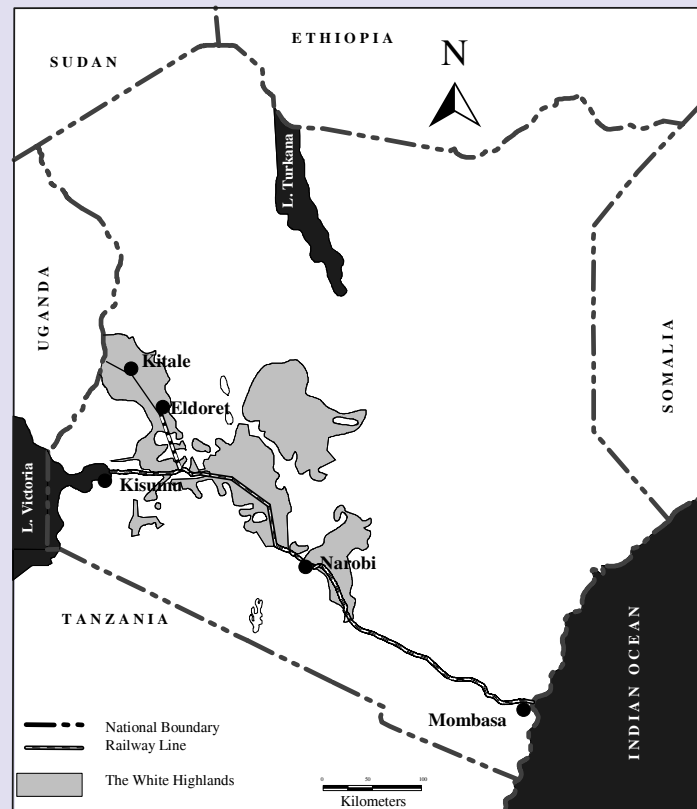 ETHIOPIA
SUDAN
N
L. Turkana
UGANDA
SOMALIA
Kitale
Eldoret
L. Victoria
Kisumu
Narobi
TANZANIA
INDIAN OCEAN
Mombasa
National Boundary
Railway Line
The White Highlands
0 50 100
Kilometers